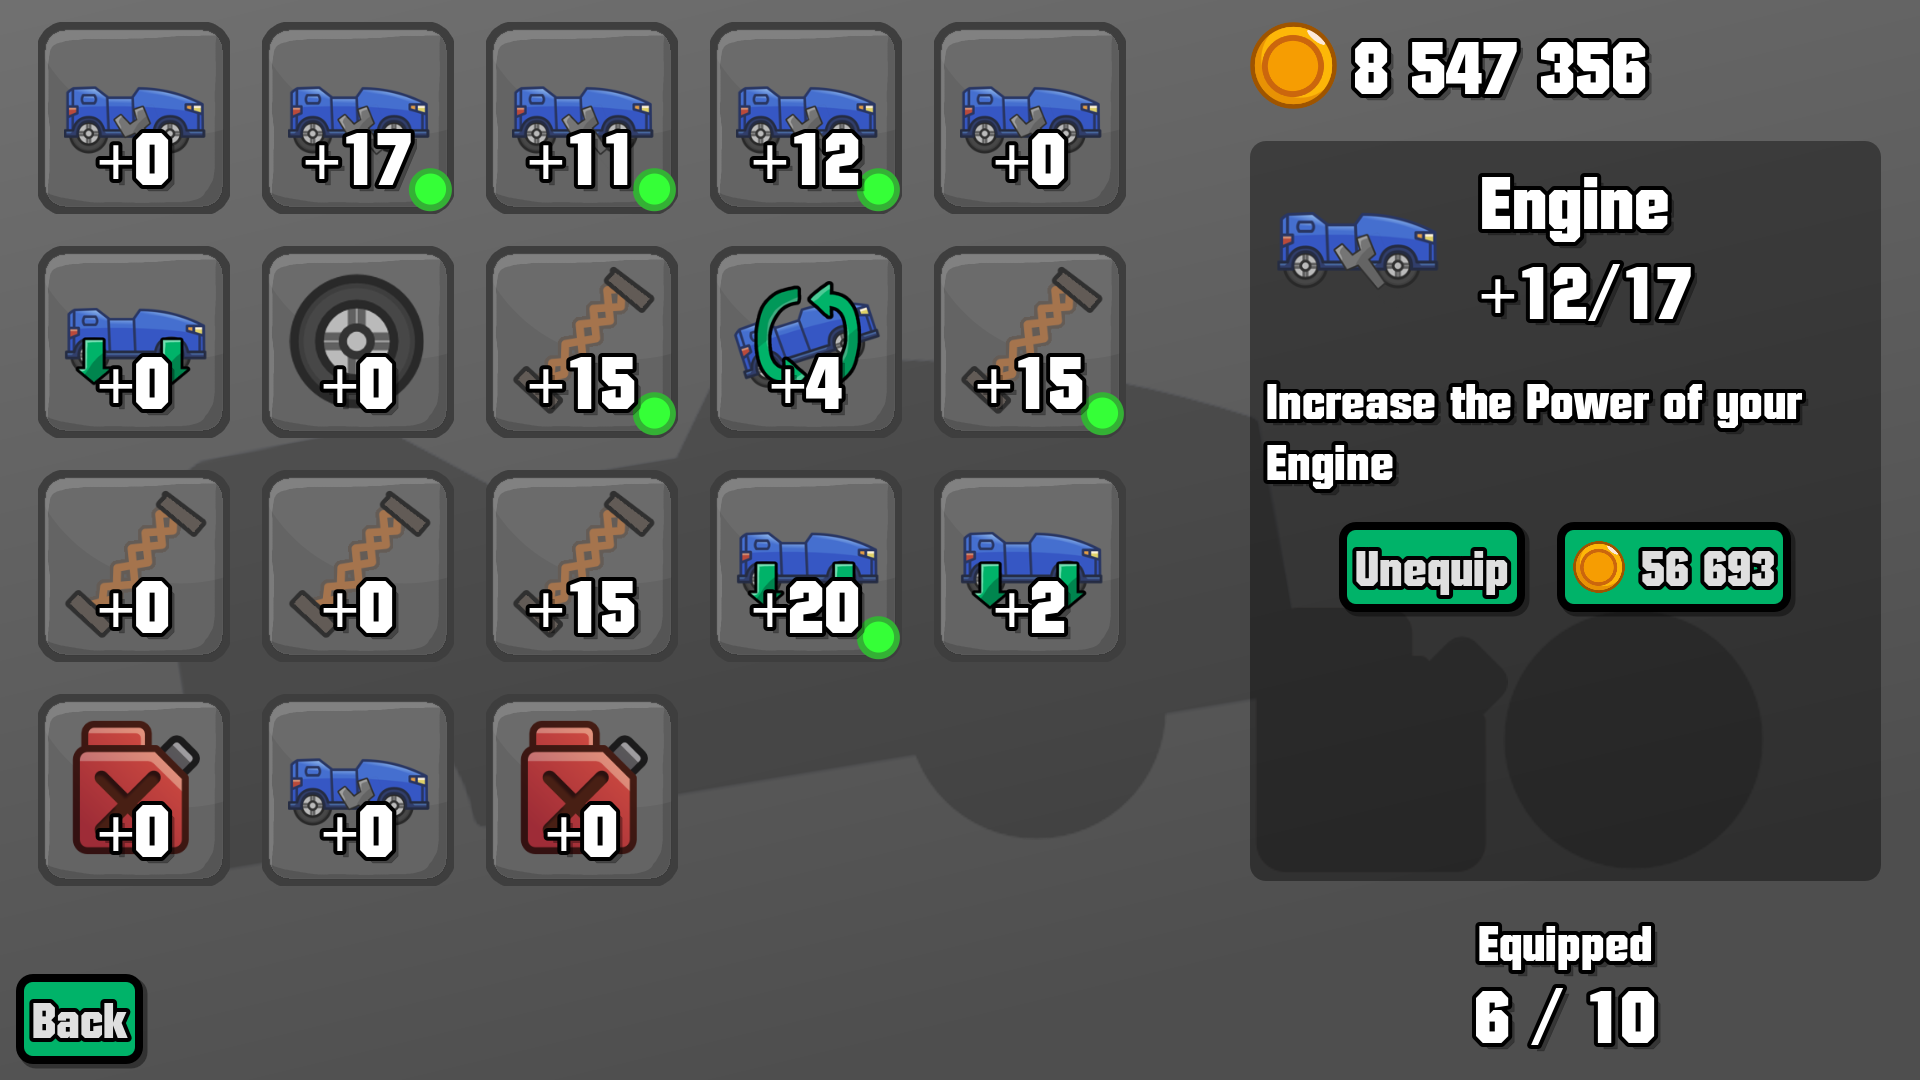 +0 +17 +11 +12 +0
+0 +0 +15 +4 +15
+0 +0 +15 +20 +2
+0 +0 +0
Back
8 547 356
Engine
+12/17
Increase the Power of your
Engine
Unequip 56 693
Equipped
6 / 10